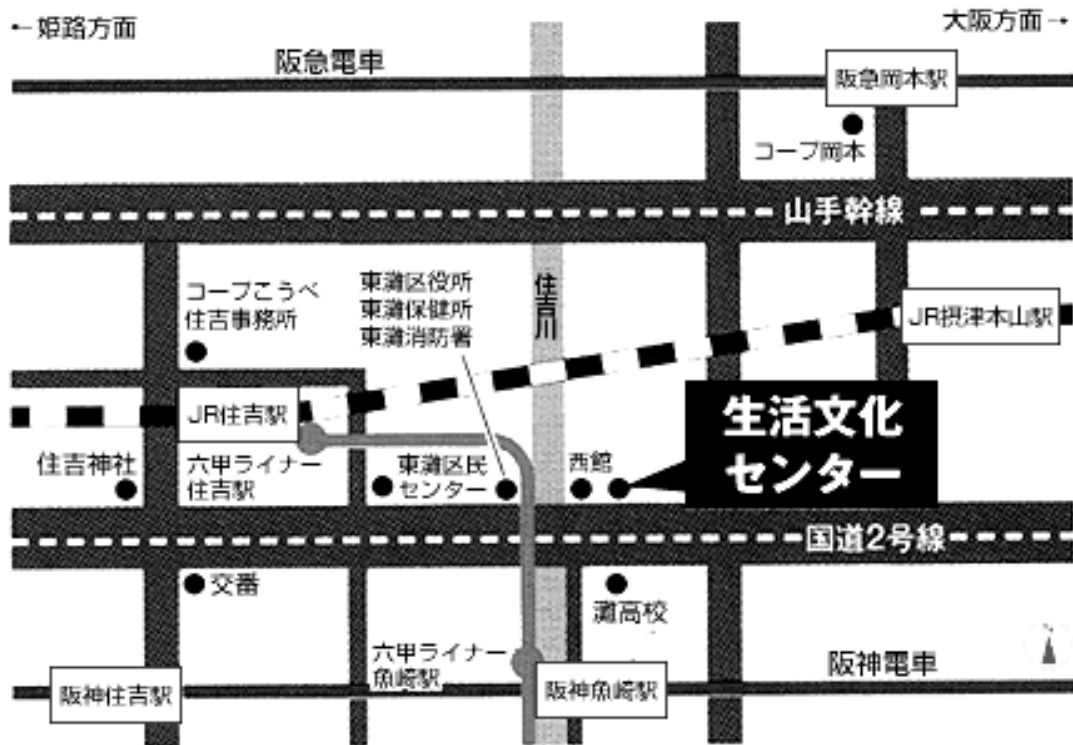 ←姫路方面
大阪方面→
阪急電車
阪急岡本駅
コープ岡本
山手幹線
コープこうべ
住吉事務所
東灘区役所
東灘保健所
東灘消防署
住吉川
JR摂津本山駅
JR住吉駅
生活文化
センター
住吉神社
六甲ライナー
住吉駅
東灘区民
センター
西館
国道2号線
交番
灘高校
六甲ライナー
魚崎駅
阪神電車
阪神住吉駅
阪神魚崎駅
N